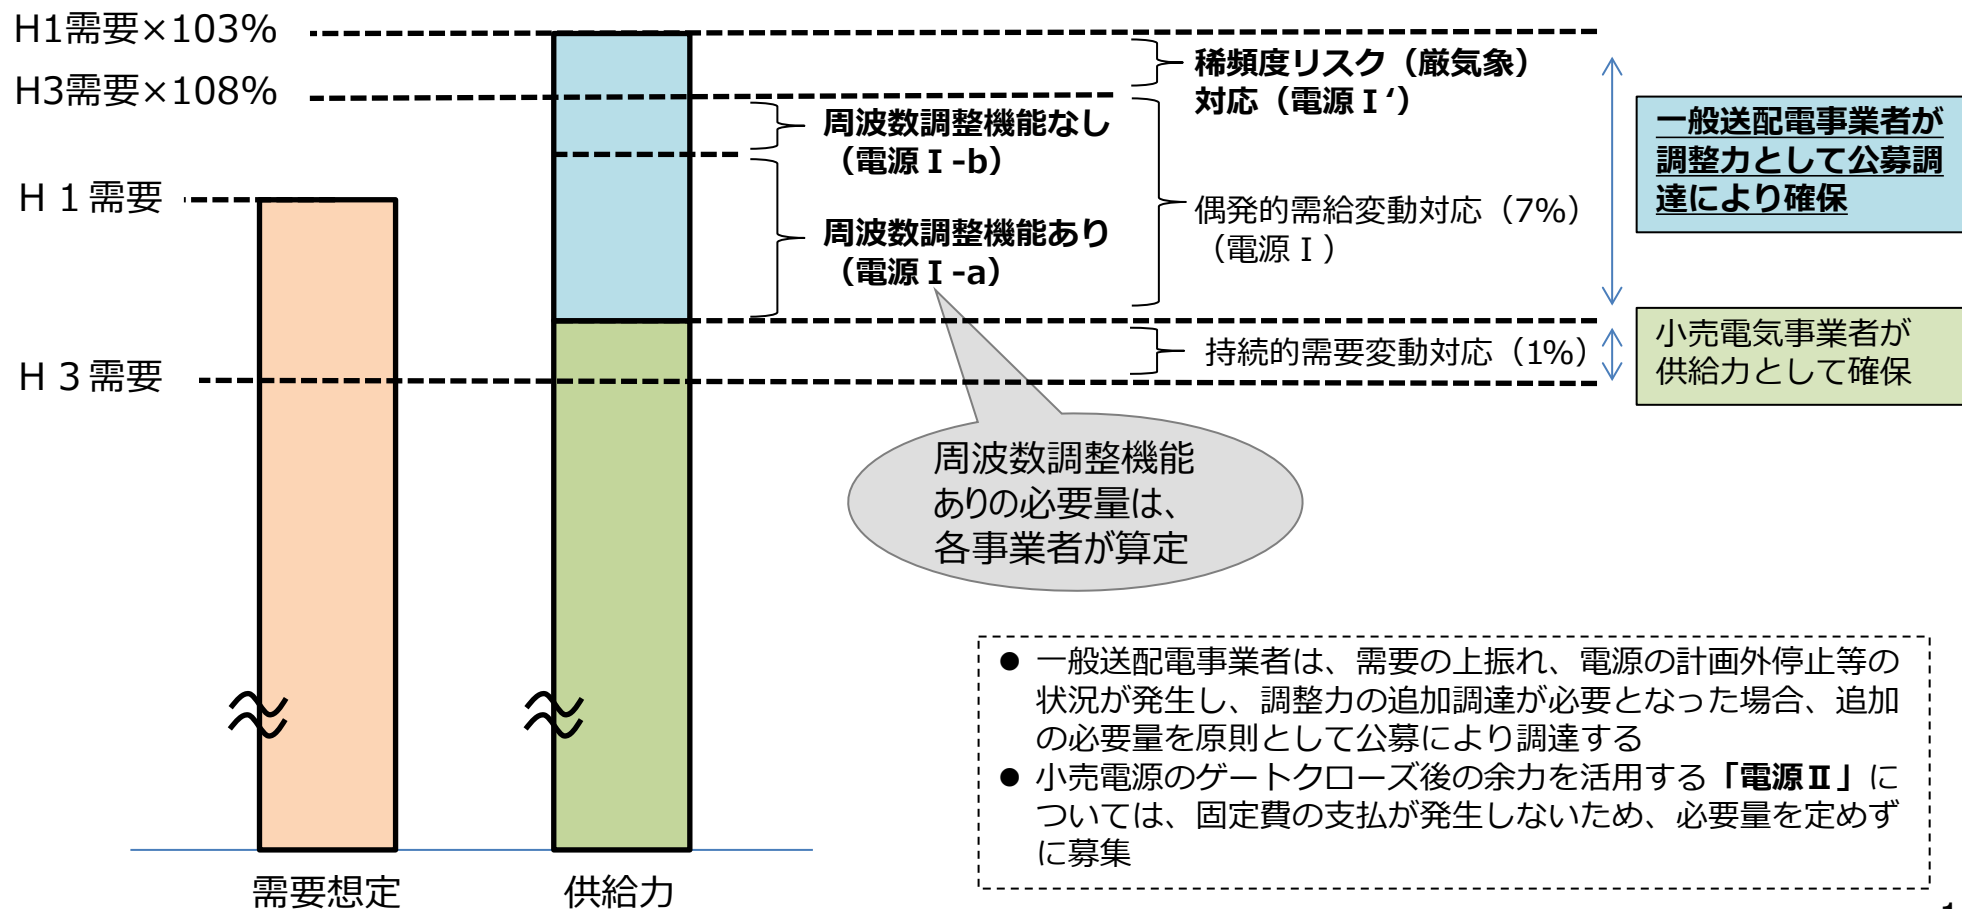 H1需要×103%
H3需要×108%
H１需要
H３需要
稀頻度リスク（厳気象）
対応（電源Ⅰ‘）
周波数調整機能なし
（電源Ⅰ-b）
周波数調整機能あり
（電源Ⅰ-a）
偶発的需給変動対応（7%）
（電源Ⅰ）
持続的需要変動対応（1%）
一般送配電事業者が
調整力として公募調
達により確保
小売電気事業者が
供給力として確保
周波数調整機能
ありの必要量は、
各事業者が算定
● 一般送配電事業者は、需要の上振れ、電源の計画外停止等の
状況が発生し、調整力の追加調達が必要となった場合、追加
の必要量を原則として公募により調達する
● 小売電源のゲートクローズ後の余力を活用する「電源Ⅱ」に
ついては、固定費の支払が発生しないため、必要量を定めず
に募集
需要想定
供給力